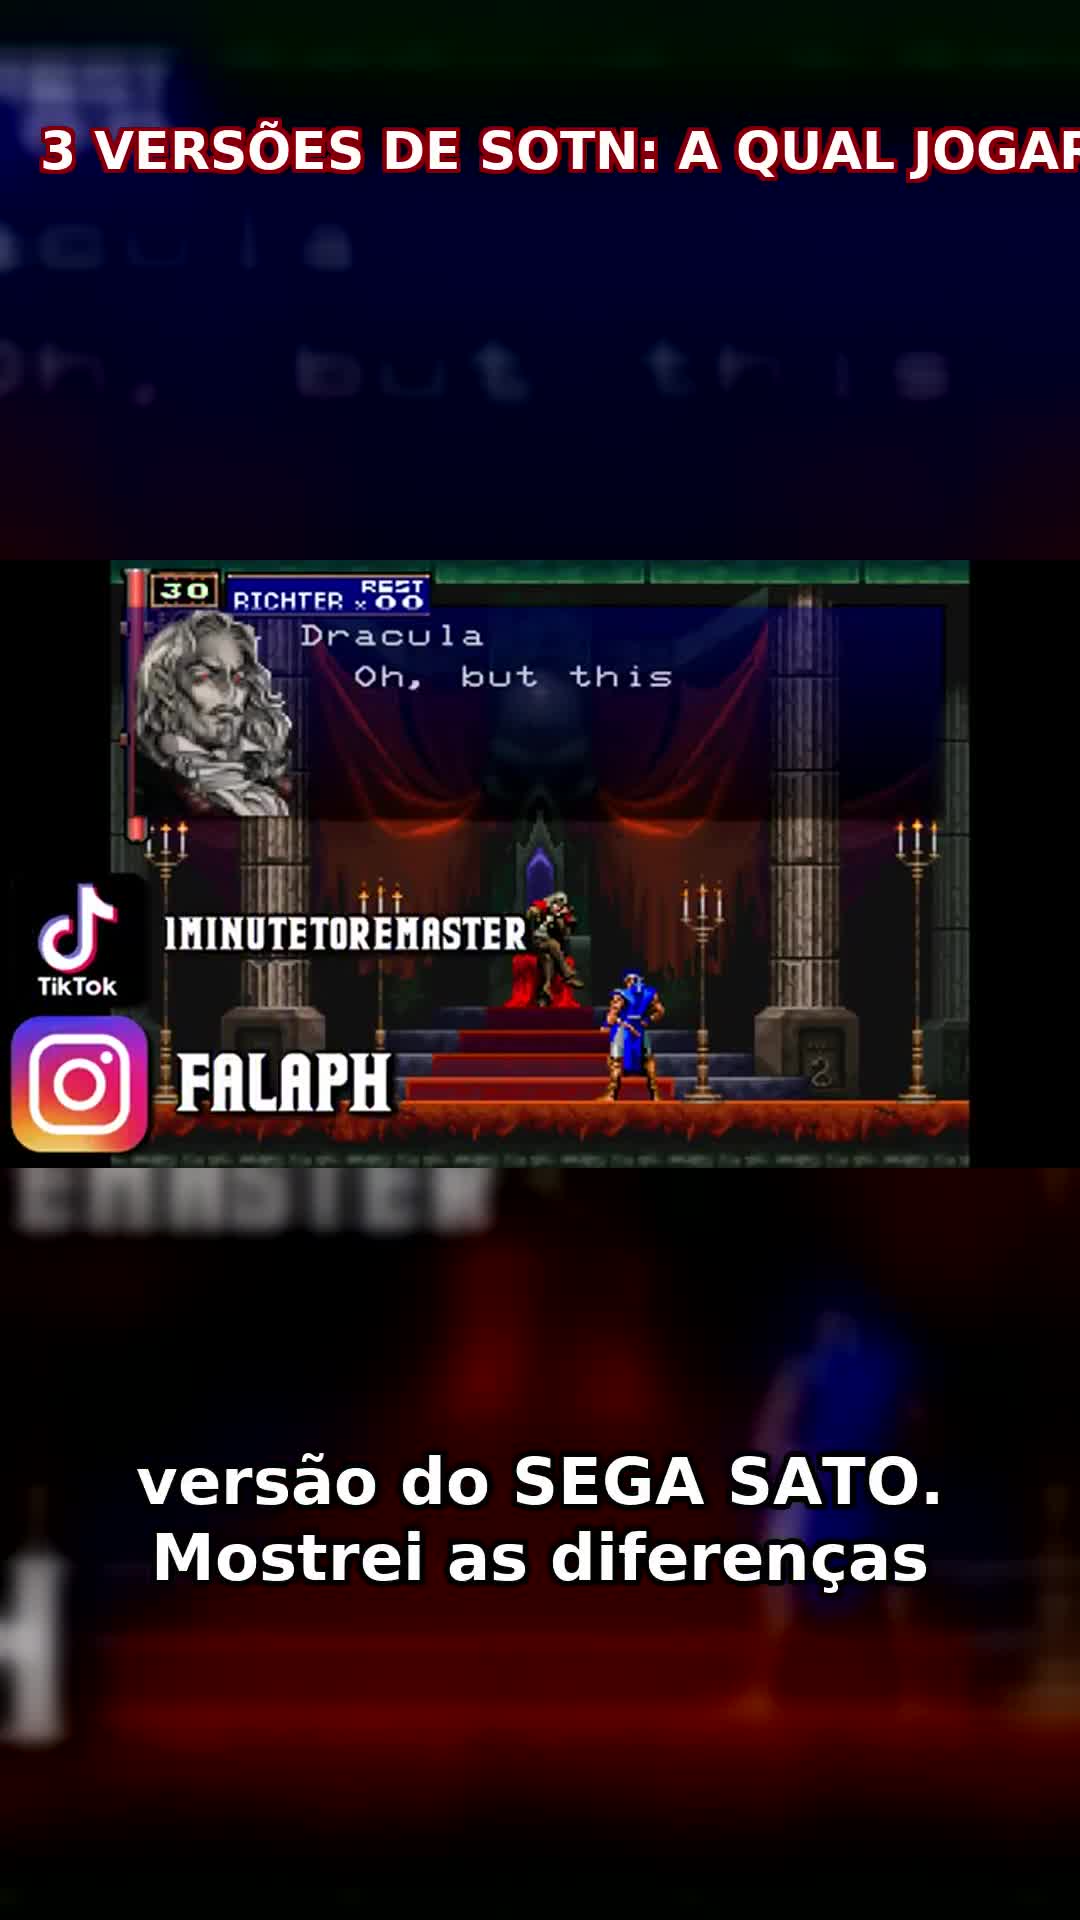 3 VERSÕES DE SOTN: A QUAL JOGAR
30
REST
RICHTER x 00
Dracula
Oh, but this
1MINUTETOREMASTER
TikTok
FALAPH
versão do SEGA SATO.
Mostrei as diferenças